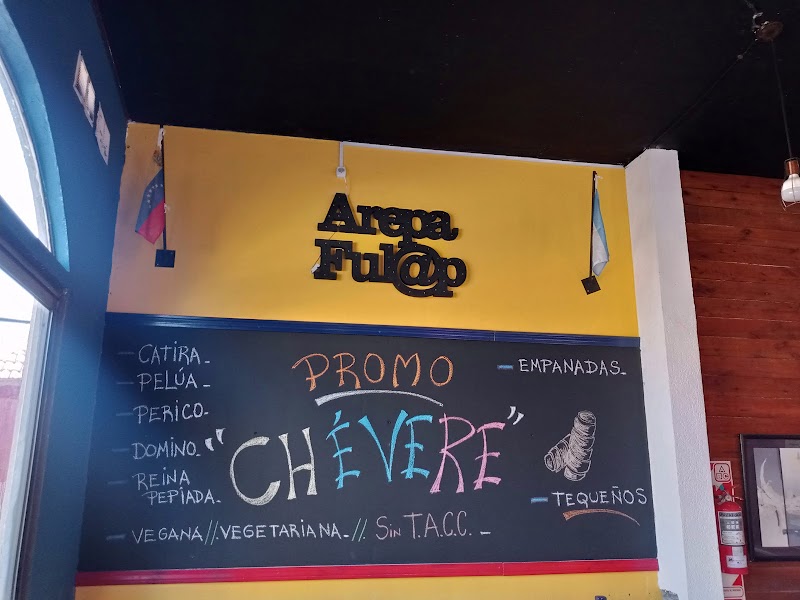 Arepa
Ful@p
- CATIRA -
- PELÚA -
- PERICO -
- DOMINO -
- REINA
PEPIADA -
- VEGANA // VEGETARIANA - // Sin T.A.C.C. -
PROMO
"CHÉVERE"
- EMPANADAS -
- TEQUEÑOS